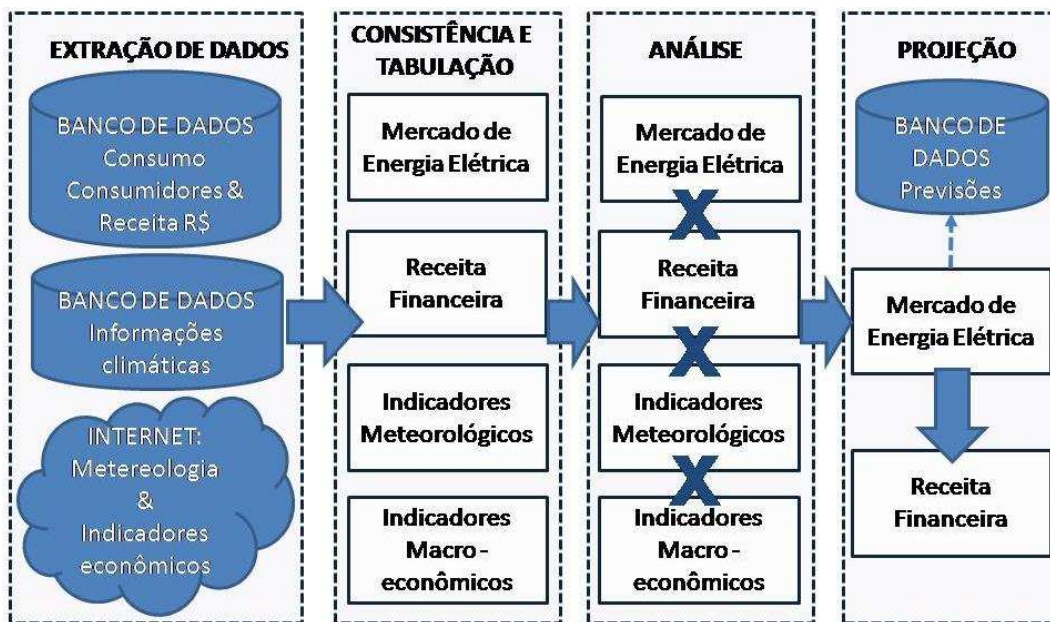 EXTRAÇÃO DE DADOS
BANCO DE DADOS
Consumo
Consumidores &
Receita R$
BANCO DE DADOS
Informações
climáticas
INTERNET:
Metereologia
&
Indicadores
econômicos
CONSISTÊNCIA E
TABULAÇÃO
Mercado de
Energia Elétrica
Receita
Financeira
Indicadores
Meteorológicos
Indicadores
Macro -
econômicos
ANÁLISE
Mercado de
Energia Elétrica
X
Receita
Financeira
X
Indicadores
Meteorológicos
X
Indicadores
Macro -
econômicos
PROJEÇÃO
BANCO DE
DADOS
Previsões
Mercado de
Energia Elétrica
Receita
Financeira